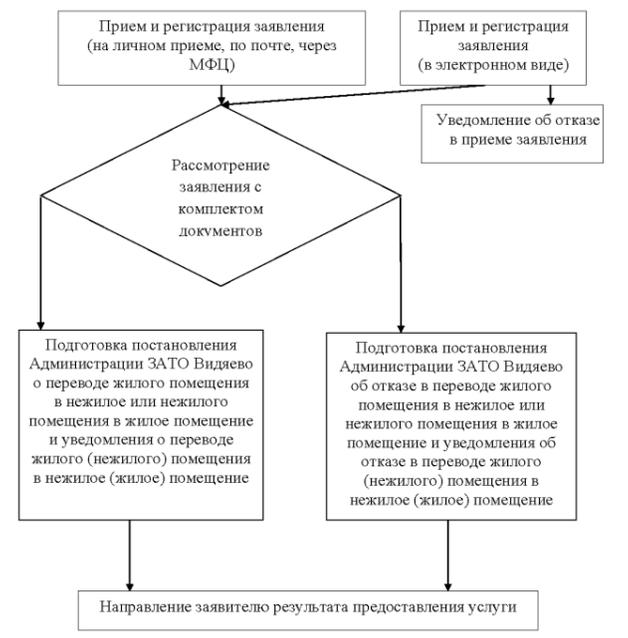 Прием и регистрация заявления
(на личном приеме, по почте, через
МФЦ)
Прием и регистрация
заявления
(в электронном виде)
Уведомление об отказе
в приеме заявления
Рассмотрение
заявления с
комплектом
документов
Подготовка постановления
Администрации ЗАТО Видяево
о переводе жилого помещения
в нежилое или нежилого
помещения в жилое помещение
и уведомления о переводе
жилого (нежилого) помещения
в нежилое (жилое) помещение
Подготовка постановления
Администрации ЗАТО Видяево
об отказе в переводе жилого
помещения в нежилое или
нежилого помещения в жилое
помещение и уведомления об
отказе в переводе жилого
(нежилого) помещения в
нежилое (жилое) помещение
Направление заявителю результата предоставления услуги